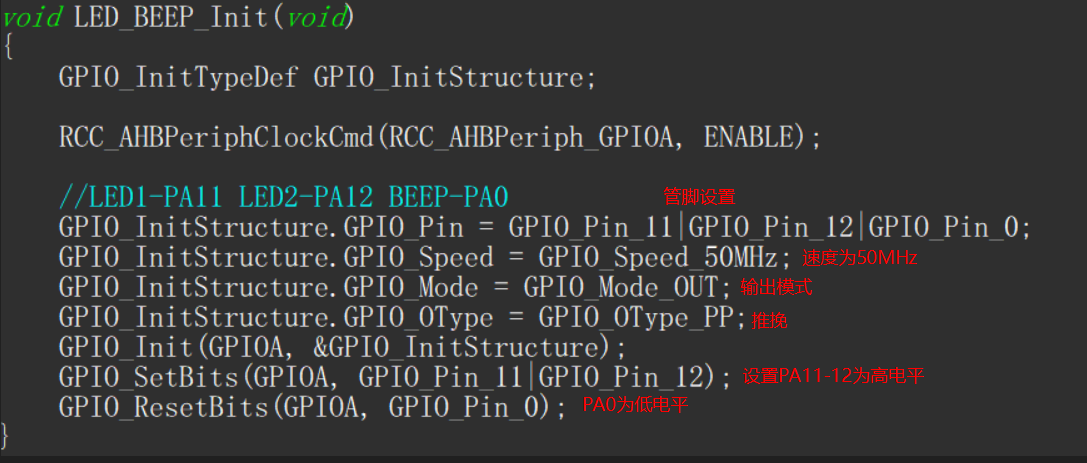 void LED_BEEP_Init(void)
{
GPIO_InitTypeDef GPIO_InitStructure;
RCC_AHBPeriphClockCmd(RCC_AHBPeriph_GPIOA, ENABLE);
//LED1-PA11 LED2-PA12 BEEP-PA0 管脚设置
GPIO_InitStructure.GPIO_Pin = GPIO_Pin_11|GPIO_Pin_12|GPIO_Pin_0;
GPIO_InitStructure.GPIO_Speed = GPIO_Speed_50MHz; 速度为50MHz
GPIO_InitStructure.GPIO_Mode = GPIO_Mode_OUT; 输出模式
GPIO_InitStructure.GPIO_OType = GPIO_OType_PP; 推挽
GPIO_Init(GPIOA, &GPIO_InitStructure);
GPIO_SetBits(GPIOA, GPIO_Pin_11|GPIO_Pin_12); 设置PA11-12为高电平
GPIO_ResetBits(GPIOA, GPIO_Pin_0); PA0为低电平
}